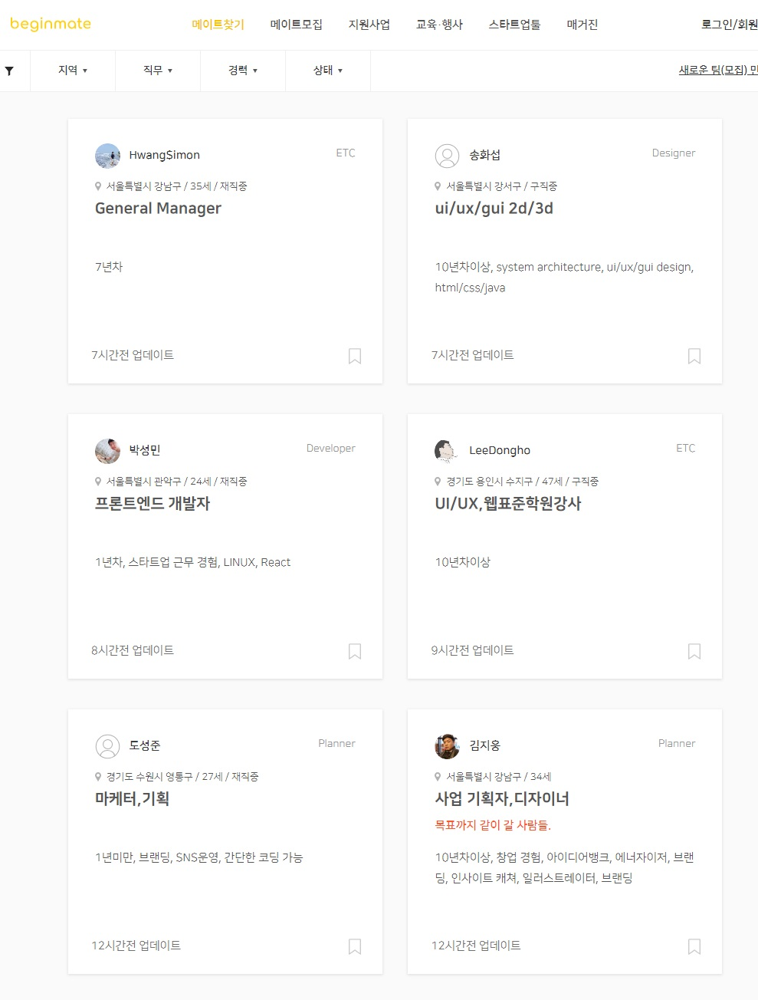 beginmate
메이트찾기 메이트모집 지원사업 교육·행사 스타트업툴 매거진 로그인/회원
지역 ▾ 직무 ▾ 경력 ▾ 상태 ▾ 새로운 팀(모집)
HwangSimon ETC
서울특별시 강남구 / 35세 / 재직중
General Manager
7년차
7시간전 업데이트
송화섭 Designer
서울특별시 강서구 / 구직중
ui/ux/gui 2d/3d
10년차이상, system architecture, ui/ux/gui design,
html/css/java
7시간전 업데이트
박성민 Developer
서울특별시 관악구 / 24세 / 재직중
프론트엔드 개발자
1년차, 스타트업 근무 경험, LINUX, React
8시간전 업데이트
LeeDongho ETC
경기도 용인시 수지구 / 47세 / 구직중
UI/UX,웹표준학원강사
10년차이상
9시간전 업데이트
도성준 Planner
경기도 수원시 영통구 / 27세 / 재직중
마케터,기획
1년미만, 브랜딩, SNS운영, 간단한 코딩 가능
12시간전 업데이트
김지웅 Planner
서울특별시 강남구 / 34세
사업 기획자,디자이너
목표까지 같이 갈 사람들.
10년차이상, 창업 경험, 아이디어뱅크, 에너자이저, 브랜
딩, 인사이트 캐쳐, 일러스트레이터, 브랜딩
12시간전 업데이트